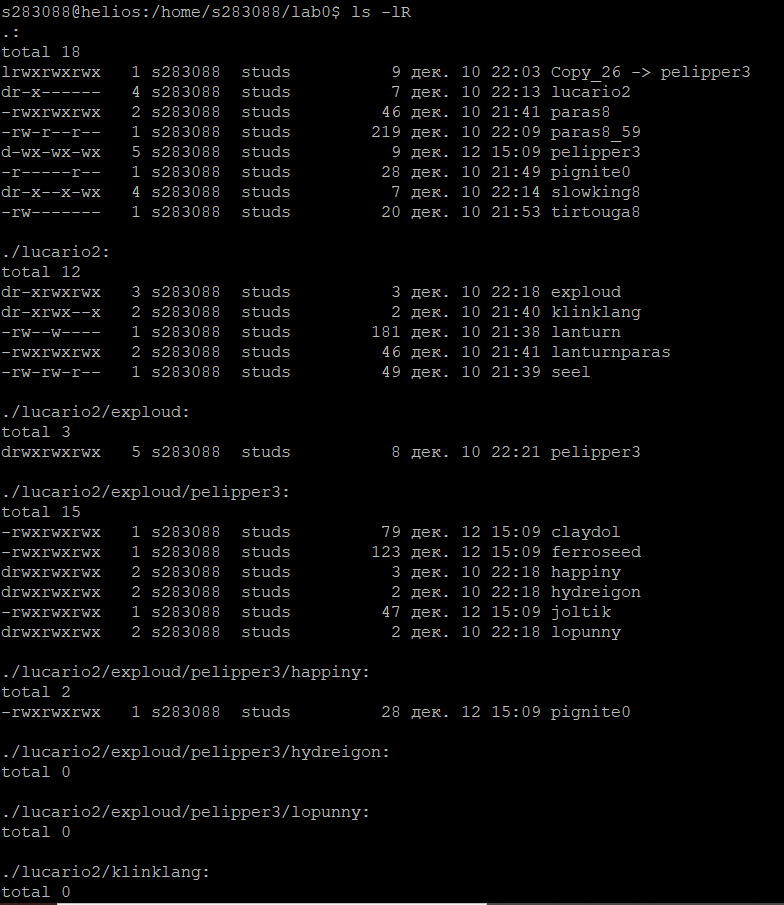 s283088@helios:/home/s283088/lab0$ ls -lR
.:
total 18
lrwxrwxrwx   1 s283088  studs          9 дек. 10 22:03 Copy_26 -> pelipper3
dr-x------   4 s283088  studs          7 дек. 10 22:13 lucario2
-rwxrwxrwx   2 s283088  studs         46 дек. 10 21:41 paras8
-rw-r--r--   1 s283088  studs        219 дек. 10 22:09 paras8_59
d-wx-wx-wx   5 s283088  studs          9 дек. 12 15:09 pelipper3
-r-----r--   1 s283088  studs         28 дек. 10 21:49 pignite0
dr-x--x-wx   4 s283088  studs          7 дек. 10 22:14 slowking8
-rw-------   1 s283088  studs         20 дек. 10 21:53 tirtouga8

./lucario2:
total 12
dr-xrwxrwx   3 s283088  studs          3 дек. 10 22:18 exploud
dr-xrwx--x   2 s283088  studs          2 дек. 10 21:40 klinklang
-rw--w----   1 s283088  studs        181 дек. 10 21:38 lanturn
-rwxrwxrwx   2 s283088  studs         46 дек. 10 21:41 lanturnparas
-rw-rw-r--   1 s283088  studs         49 дек. 10 21:39 seel

./lucario2/exploud:
total 3
drwxrwxrwx   5 s283088  studs          8 дек. 10 22:21 pelipper3

./lucario2/exploud/pelipper3:
total 15
-rwxrwxrwx   1 s283088  studs         79 дек. 12 15:09 claydol
-rwxrwxrwx   1 s283088  studs        123 дек. 12 15:09 ferroseed
drwxrwxrwx   2 s283088  studs          3 дек. 10 22:18 happiny
drwxrwxrwx   2 s283088  studs          2 дек. 10 22:18 hydreigon
-rwxrwxrwx   1 s283088  studs         47 дек. 12 15:09 joltik
drwxrwxrwx   2 s283088  studs          2 дек. 10 22:18 lopunny

./lucario2/exploud/pelipper3/happiny:
total 2
-rwxrwxrwx   1 s283088  studs         28 дек. 12 15:09 pignite0

./lucario2/exploud/pelipper3/hydreigon:
total 0

./lucario2/exploud/pelipper3/lopunny:
total 0

./lucario2/klinklang:
total 0